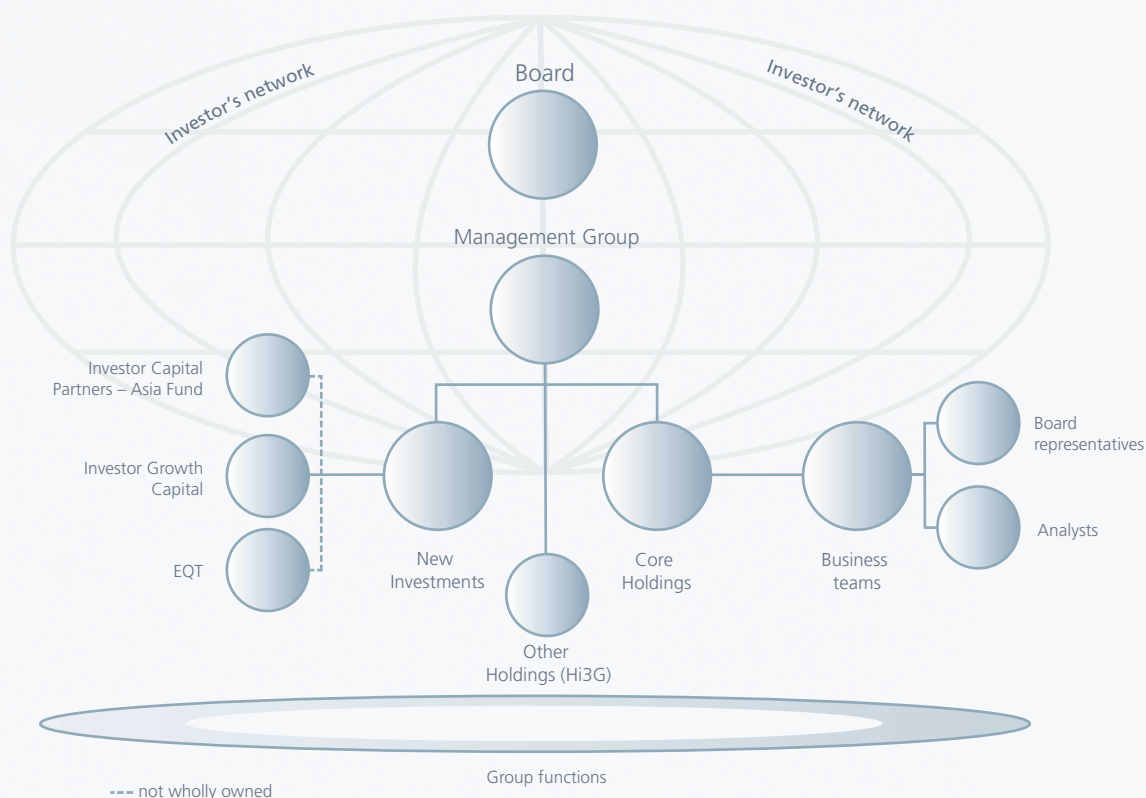 Investor's network
Investor's network
Board
Management Group
Investor Capital
Partners – Asia Fund
Investor Growth
Capital
EQT
New
Investments
Other
Holdings (Hi3G)
Core
Holdings
Business
teams
Board
representatives
Analysts
Group functions
--- not wholly owned